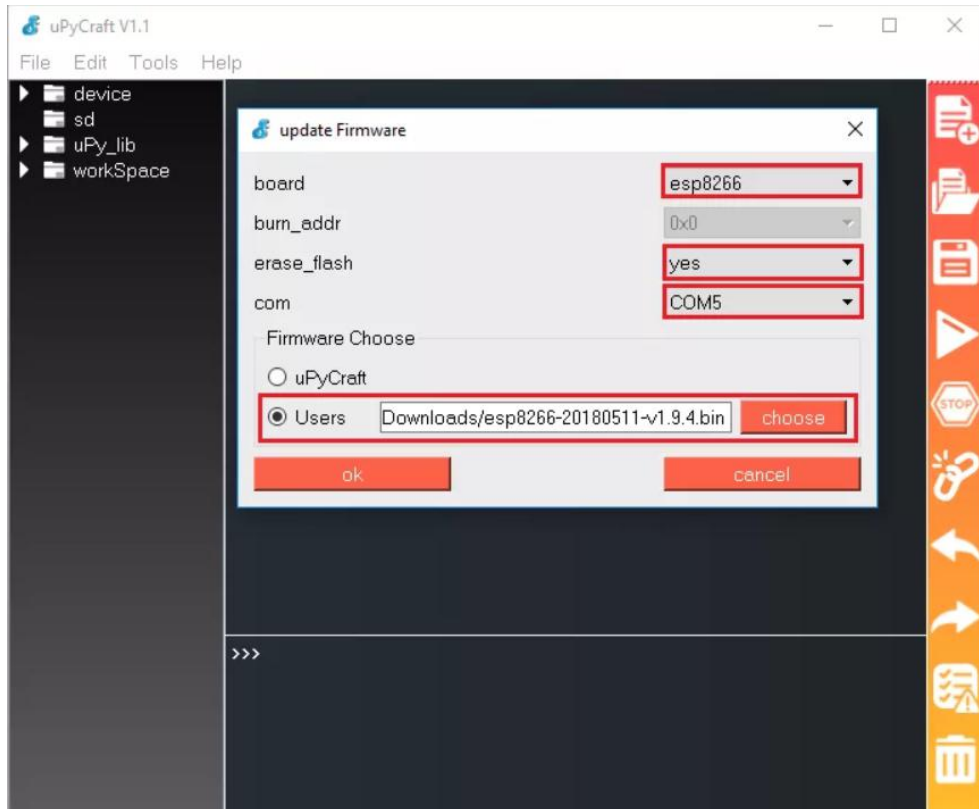 uPyCraft V1.1
File Edit Tools Help
device
sd
uPy_lib
workSpace
update Firmware
board esp8266
burn_addr 0x0
erase_flash yes
com COM5
Firmware Choose
uPyCraft
Users Downloads/esp8266-20180511-v1.9.4.bin choose
ok cancel
STOP
>>>